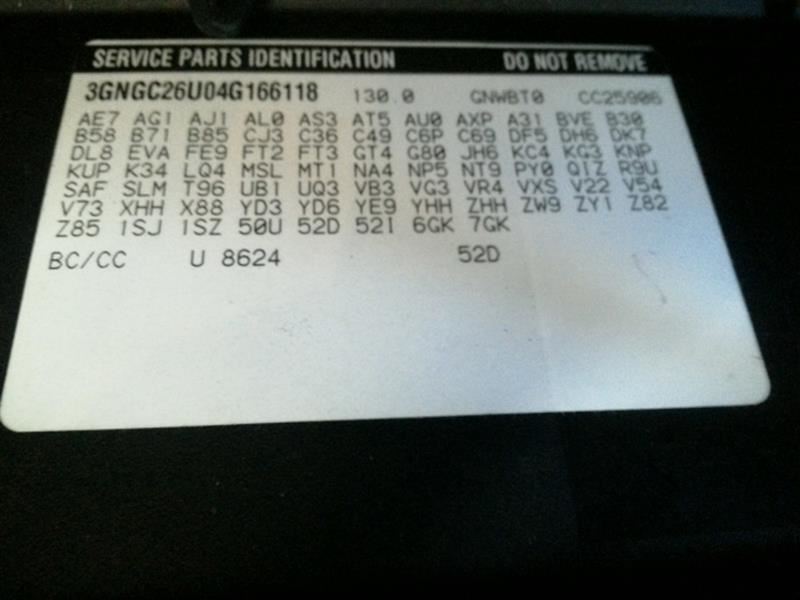 SERVICE PARTS IDENTIFICATION DO NOT REMOVE
3GNGC26U04G166118 130.0 GNWBT0 CC25906
AE7 AG1 AJ1 AL0 AS3 AT5 AU0 AXP A31 BVE B30
B58 B71 B85 CJ3 C36 C49 C6P C69 DF5 DH6 DK7
DL8 EVA FE9 FT2 FT3 GT4 G80 JH6 KC4 KG3 KNP
KUP K34 LQ4 MSL MT1 NA4 NP5 NT9 PY0 QIZ R9U
SAF SLM T96 UB1 UQ3 VB3 VG3 VR4 VXS V22 V54
V73 XHH X88 YD3 YD6 YE9 YHH ZHH ZW9 ZY1 Z82
Z85 1SJ 1SZ 50U 52D 52I 6GK 7GK
BC/CC U 8624 52D